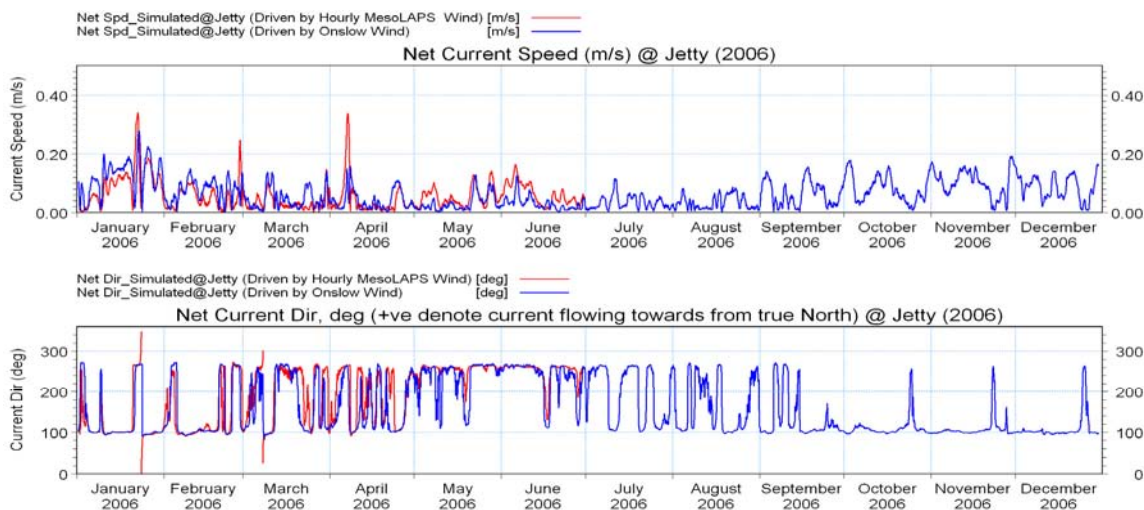 Net Spd_Simulated@Jetty (Driven by Hourly MesoLAPS Wind) [m/s]
Net Spd_Simulated@Jetty (Driven by Onslow Wind) [m/s]
Net Current Speed (m/s) @ Jetty (2006)
Current Speed (m/s)
0.40 0.40
0.20 0.20
0.00 0.00
January February March April May June July August September October November December
2006 2006 2006 2006 2006 2006 2006 2006 2006 2006 2006 2006
Net Dir_Simulated@Jetty (Driven by Hourly MesoLAPS Wind) [deg]
Net Dir_Simulated@Jetty (Driven by Onslow Wind) [deg]
Net Current Dir, deg (+ve denote current flowing towards from true North) @ Jetty (2006)
Current Dir (deg)
300 300
200 200
100 100
0 0
January February March April May June July August September October November December
2006 2006 2006 2006 2006 2006 2006 2006 2006 2006 2006 2006